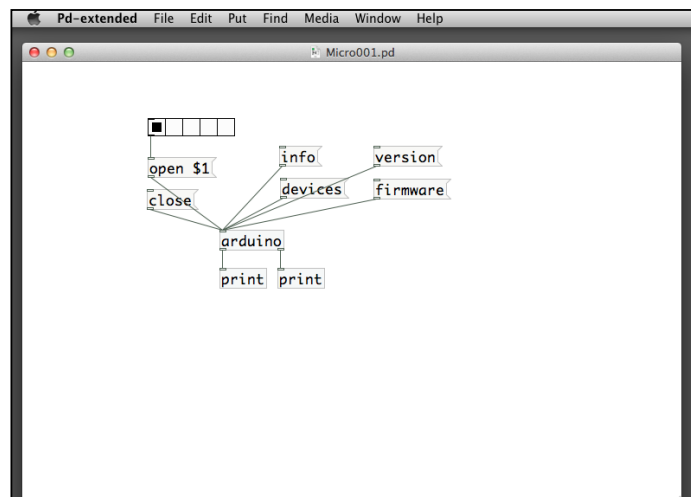 Pd-extended File Edit Put Find Media Window Help
Micro001.pd
info version
open $1
devices firmware
close
arduino
print print